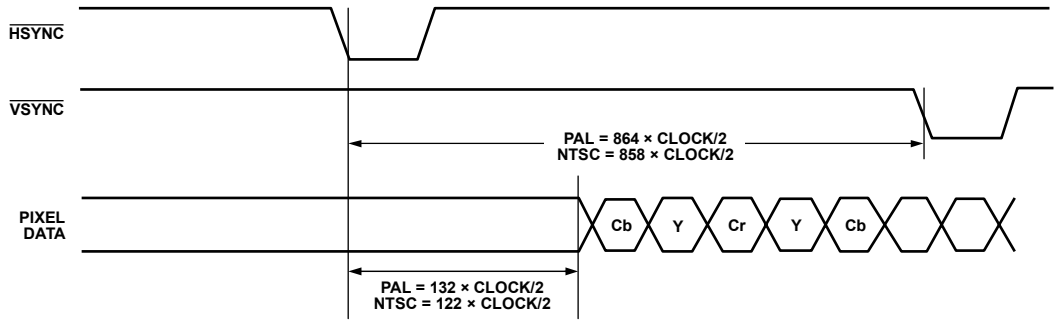 HSYNC
VSYNC
PAL = 864 × CLOCK/2
NTSC = 858 × CLOCK/2
PIXEL
DATA
Cb Y Cr Y Cb
PAL = 132 × CLOCK/2
NTSC = 122 × CLOCK/2